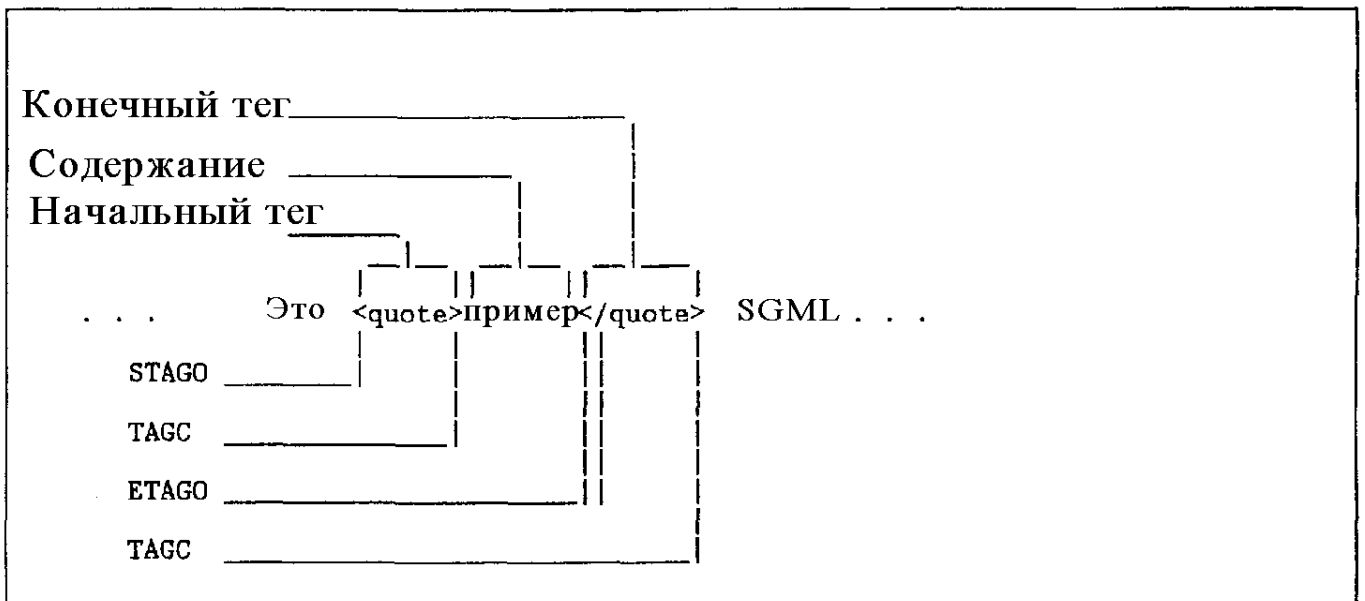 Конечный тег
Содержание
Начальный тег
. . . Это <quote>пример</quote> SGML . . .
STAGO
TAGC
ETAGO
TAGC